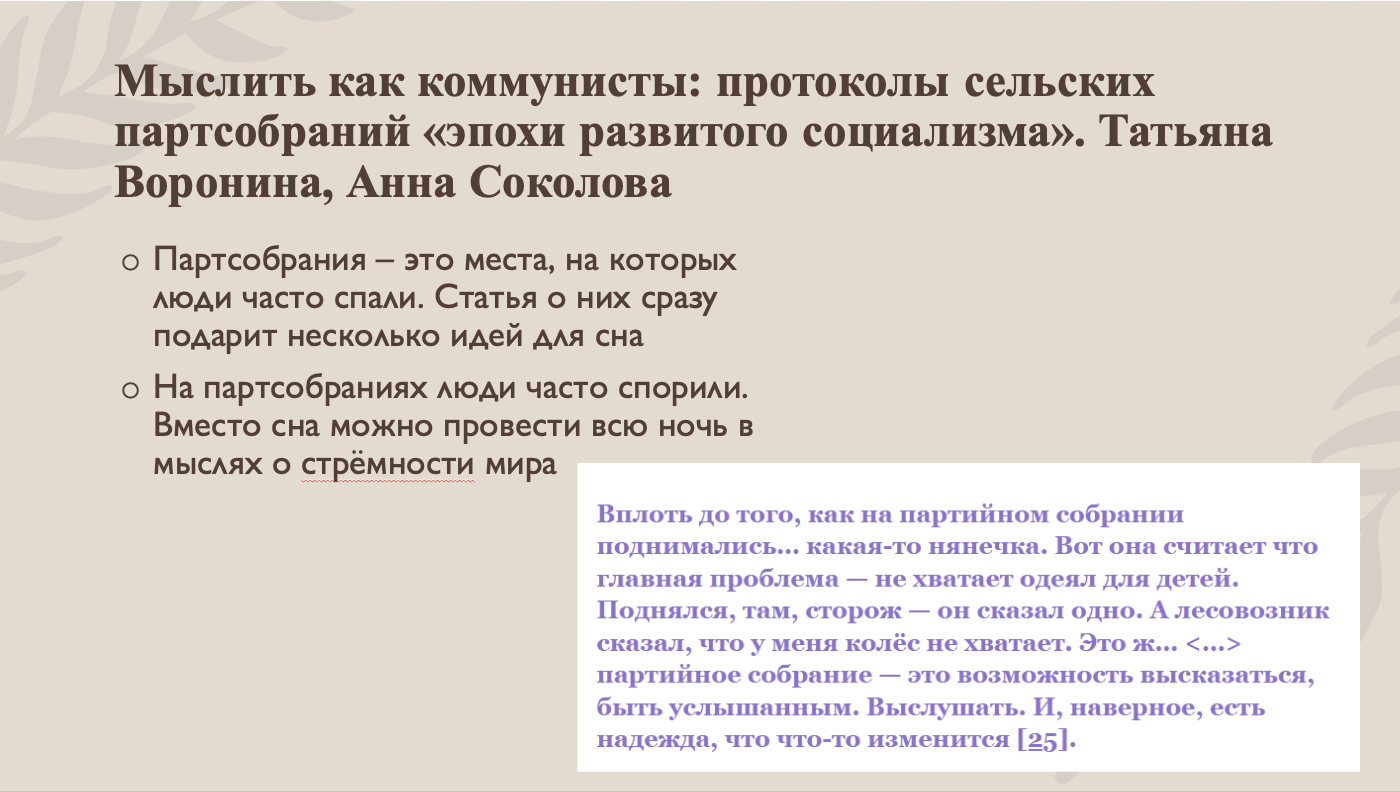 Мыслить как коммунисты: протоколы сельских
партсобраний «эпохи развитого социализма». Татьяна
Воронина, Анна Соколова
o Партсобрания – это места, на которых
люди часто спали. Статья о них сразу
подарит несколько идей для сна
o На партсобраниях люди часто спорили.
Вместо сна можно провести всю ночь в
мыслях о стрёмности мира
Вплоть до того, как на партийном собрании
поднимались... какая-то нянечка. Вот она считает что
главная проблема — не хватает одеял для детей.
Поднялся, там, сторож — он сказал одно. А лесовозник
сказал, что у меня колёс не хватает. Это ж... <...>
партийное собрание — это возможность высказаться,
быть услышанным. Выслушать. И, наверное, есть
надежда, что что-то изменится [25].